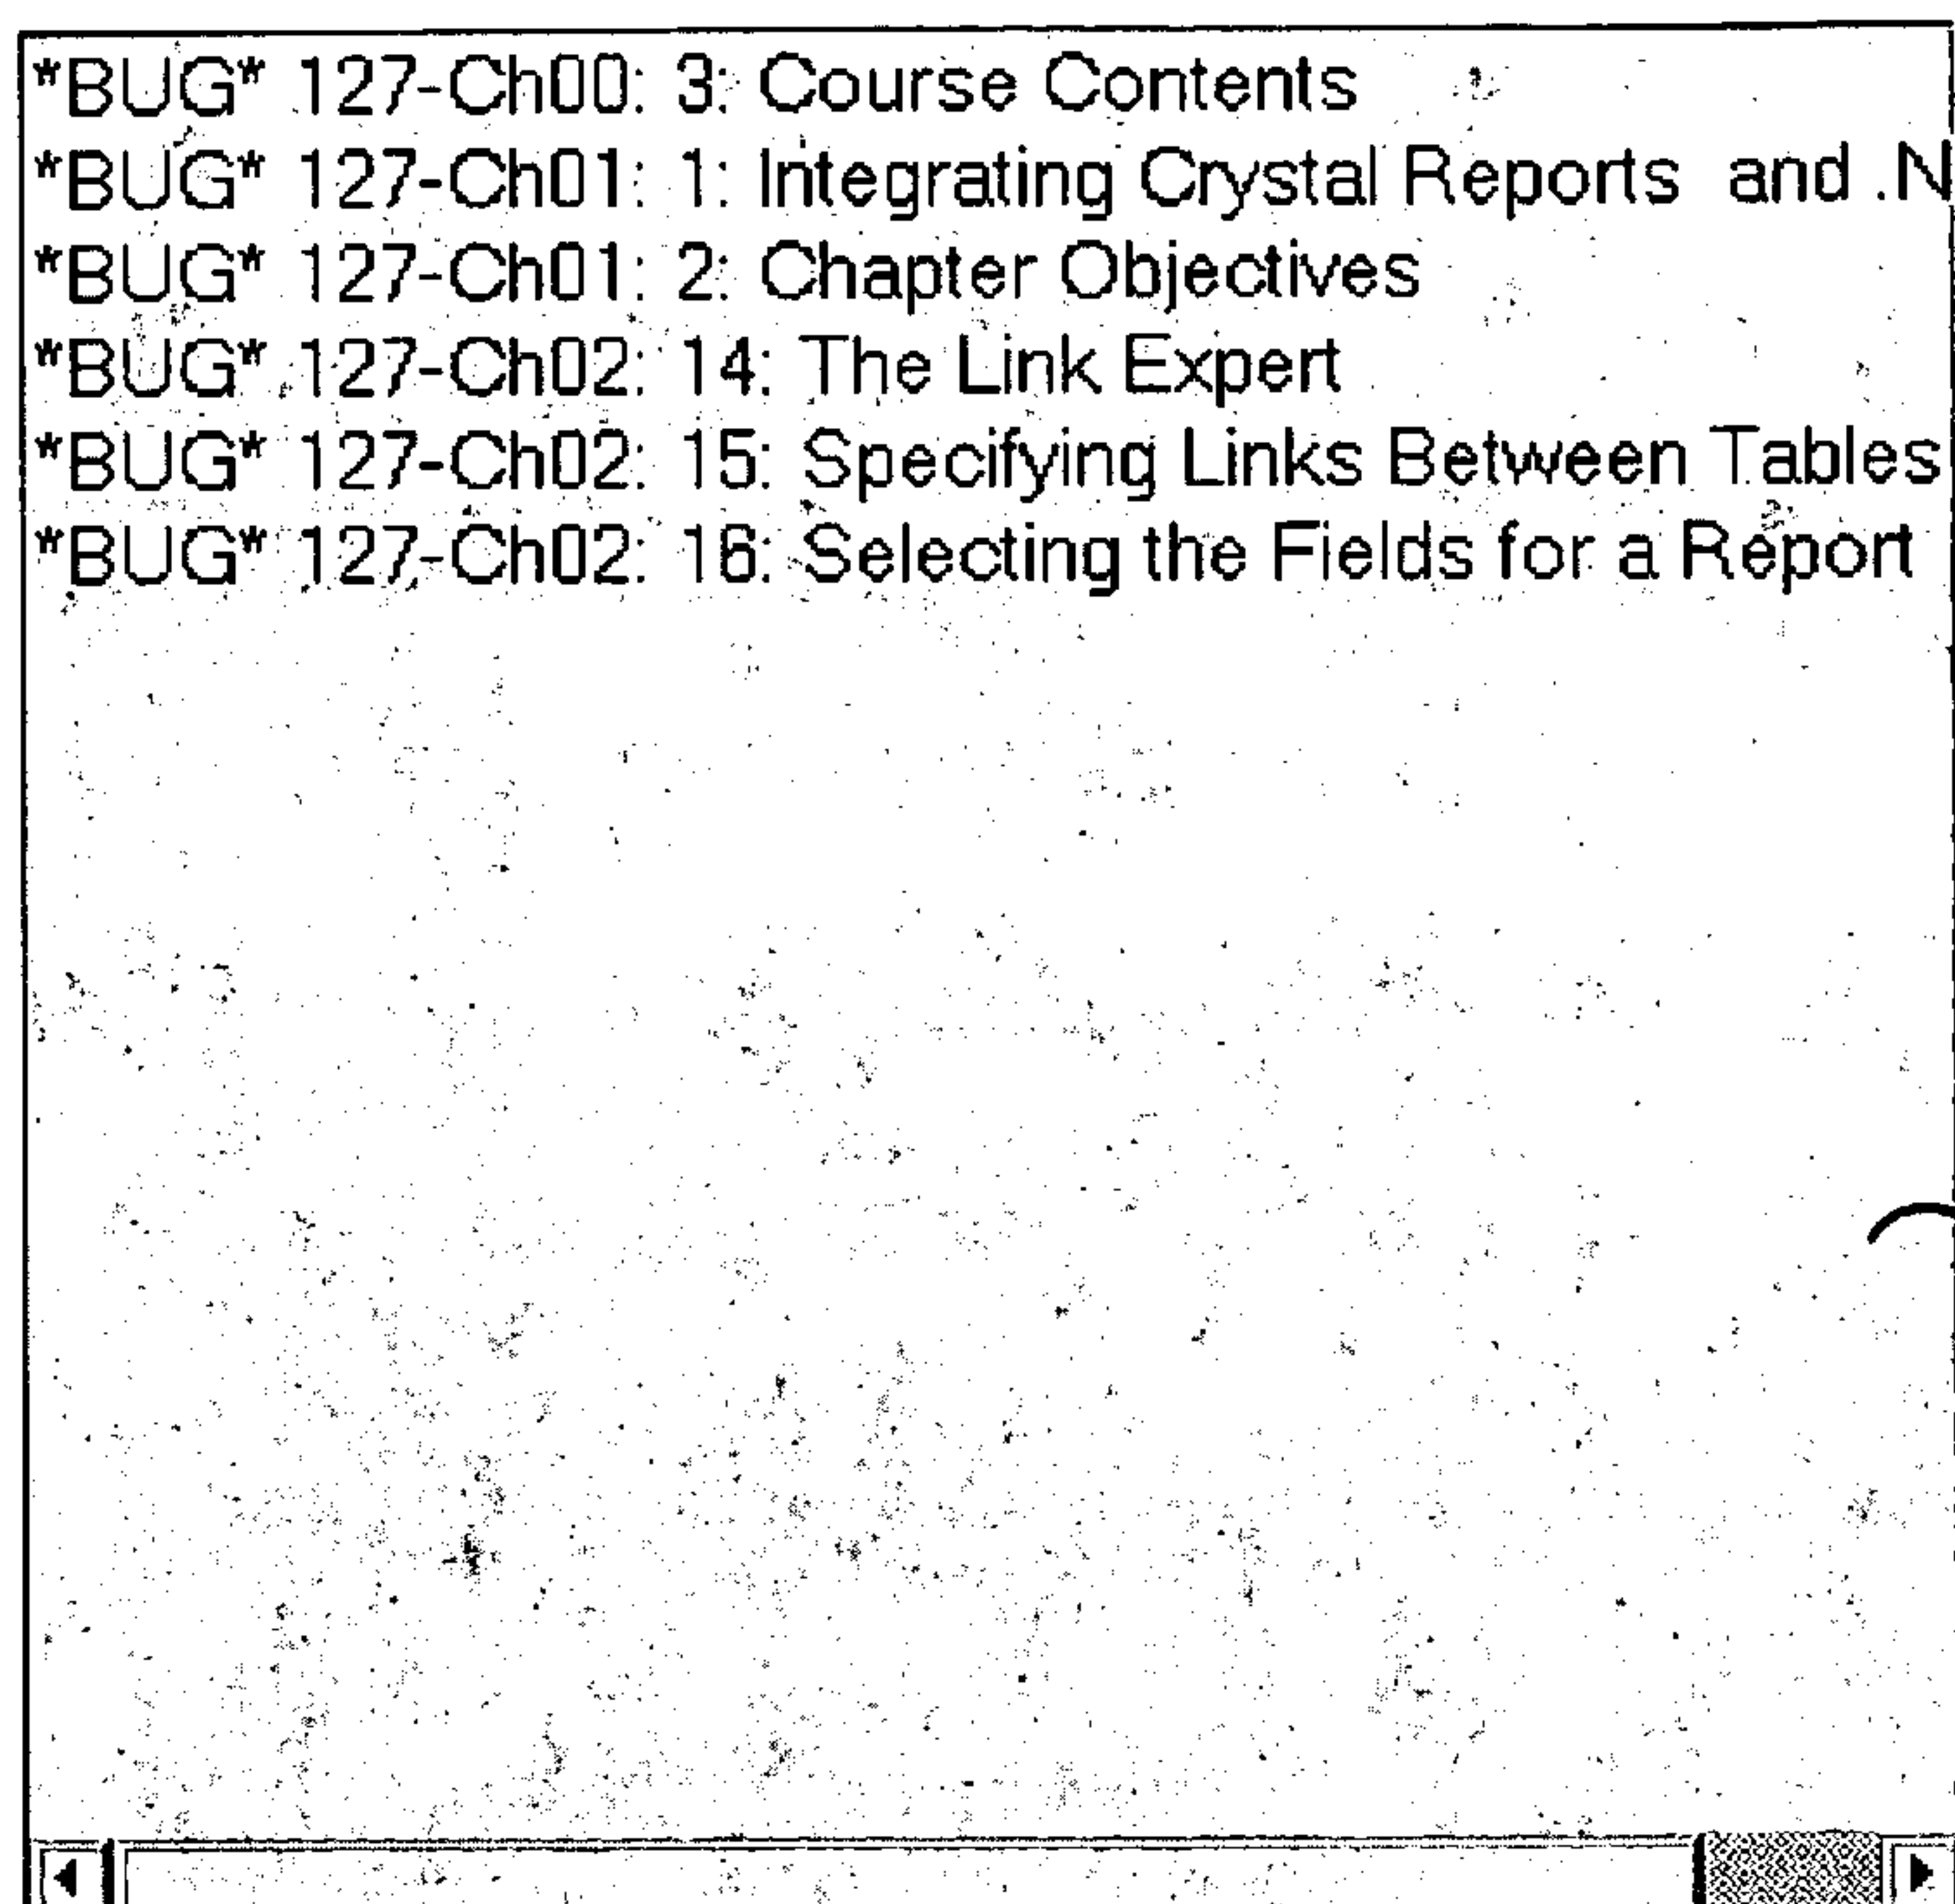 *BUG* 127-Ch00: 3: Course Contents
*BUG* 127-Ch01: 1: Integrating Crystal Reports  and .N
*BUG* 127-Ch01: 2: Chapter Objectives
*BUG* 127-Ch02: 14: The Link Expert
*BUG* 127-Ch02: 15: Specifying Links Between Tables
*BUG* 127-Ch02: 16: Selecting the Fields for a Report